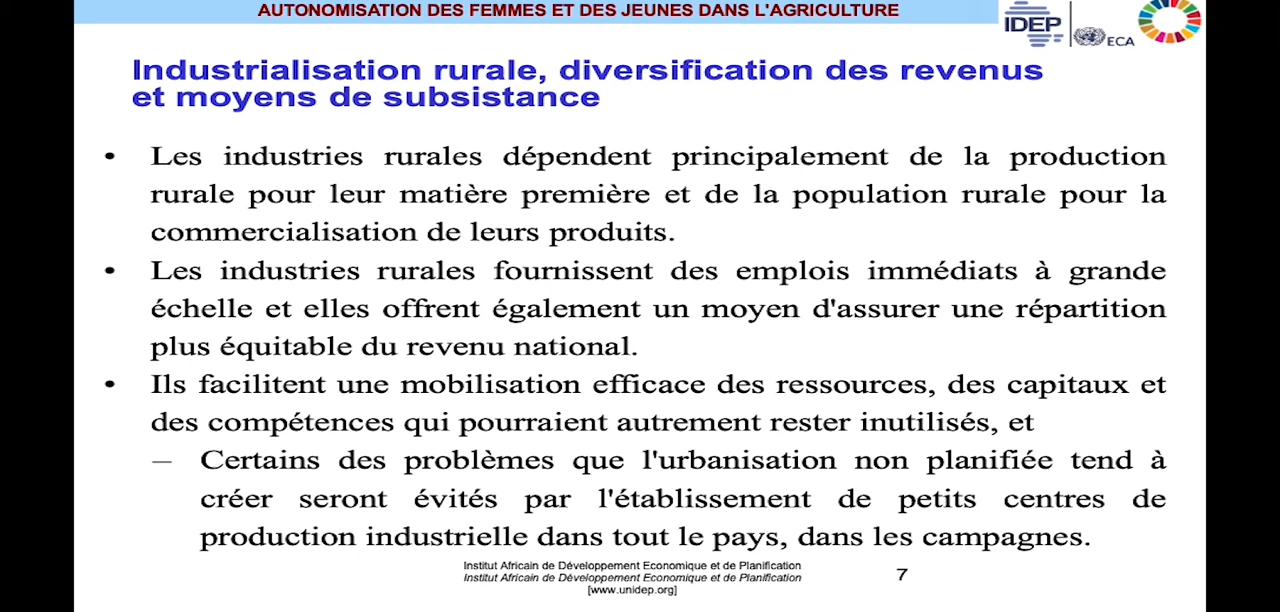 AUTONOMISATION DES FEMMES ET DES JEUNES DANS L'AGRICULTURE
IDEP
ECA
Industrialisation rurale, diversification des revenus
et moyens de subsistance
• Les industries rurales dépendent principalement de la production
rurale pour leur matière première et de la population rurale pour la
commercialisation de leurs produits.
• Les industries rurales fournissent des emplois immédiats à grande
échelle et elles offrent également un moyen d'assurer une répartition
plus équitable du revenu national.
• Ils facilitent une mobilisation efficace des ressources, des capitaux et
des compétences qui pourraient autrement rester inutilisés, et
– Certains des problèmes que l'urbanisation non planifiée tend à
créer seront évités par l'établissement de petits centres de
production industrielle dans tout le pays, dans les campagnes.
Institut Africain de Développement Economique et de Planification
Institut Africain de Développement Economique et de Planification
[www.unidep.org]
7